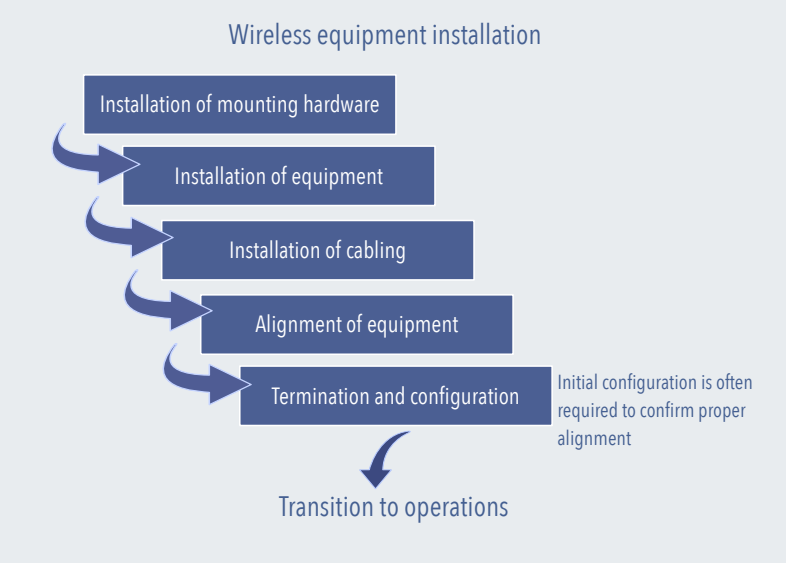 Wireless equipment installation
Installation of mounting hardware
Installation of equipment
Installation of cabling
Alignment of equipment
Termination and configuration
Initial configuration is often
required to confirm proper
alignment
Transition to operations